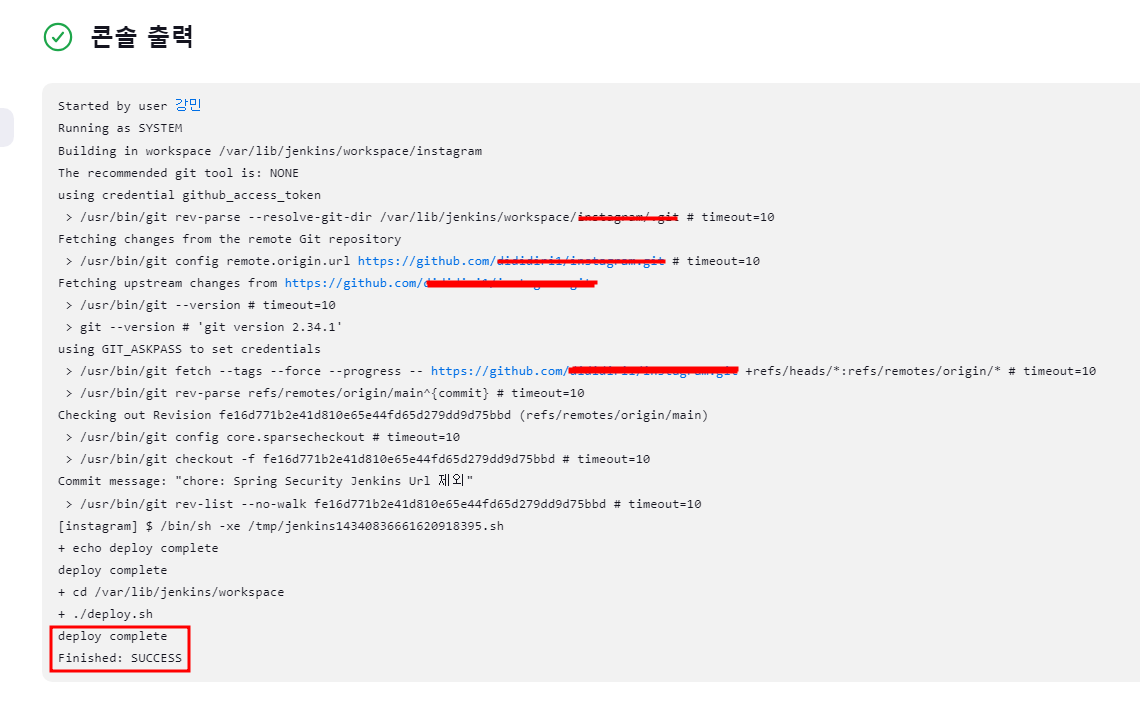 콘솔 출력
Started by user 강민
Running as SYSTEM
Building in workspace /var/lib/jenkins/workspace/instagram
The recommended git tool is: NONE
using credential github_access_token
> /usr/bin/git rev-parse --resolve-git-dir /var/lib/jenkins/workspace/ # timeout=10
Fetching changes from the remote Git repository
> /usr/bin/git config remote.origin.url https://github.com/ # timeout=10
Fetching upstream changes from https://github.com/
> /usr/bin/git --version # timeout=10
> git --version # 'git version 2.34.1'
using GIT_ASKPASS to set credentials
> /usr/bin/git fetch --tags --force --progress -- https://github.com/ +refs/heads/*:refs/remotes/origin/* # timeout=10
> /usr/bin/git rev-parse refs/remotes/origin/main^{commit} # timeout=10
Checking out Revision fe16d771b2e41d810e65e44fd65d279dd9d75bbd (refs/remotes/origin/main)
> /usr/bin/git config core.sparsecheckout # timeout=10
> /usr/bin/git checkout -f fe16d771b2e41d810e65e44fd65d279dd9d75bbd # timeout=10
Commit message: "chore: Spring Security Jenkins Url 제외"
> /usr/bin/git rev-list --no-walk fe16d771b2e41d810e65e44fd65d279dd9d75bbd # timeout=10
[instagram] $ /bin/sh -xe /tmp/jenkins14340836661620918395.sh
+ echo deploy complete
deploy complete
+ cd /var/lib/jenkins/workspace
+ ./deploy.sh
deploy complete
Finished: SUCCESS